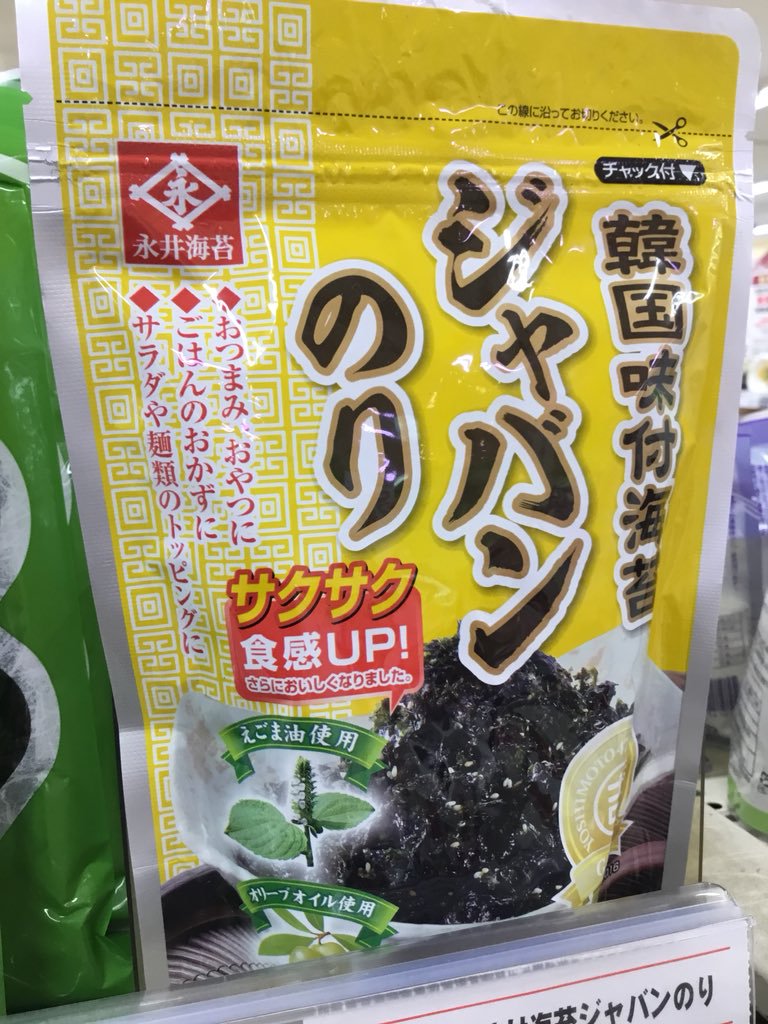 この線に沿ってお切りください。
チャック付
韓国味付海苔
ジャバン
のり
永
永井海苔
◆おつまみ、おやつに
◆ごはんのおかずに
◆サラダや麺類のトッピングに
サクサク
食感UP!
さらにおいしくなりました。
えごま油使用
オリーブオイル使用
YOSHIMOTO
付海苔ジャバンのり